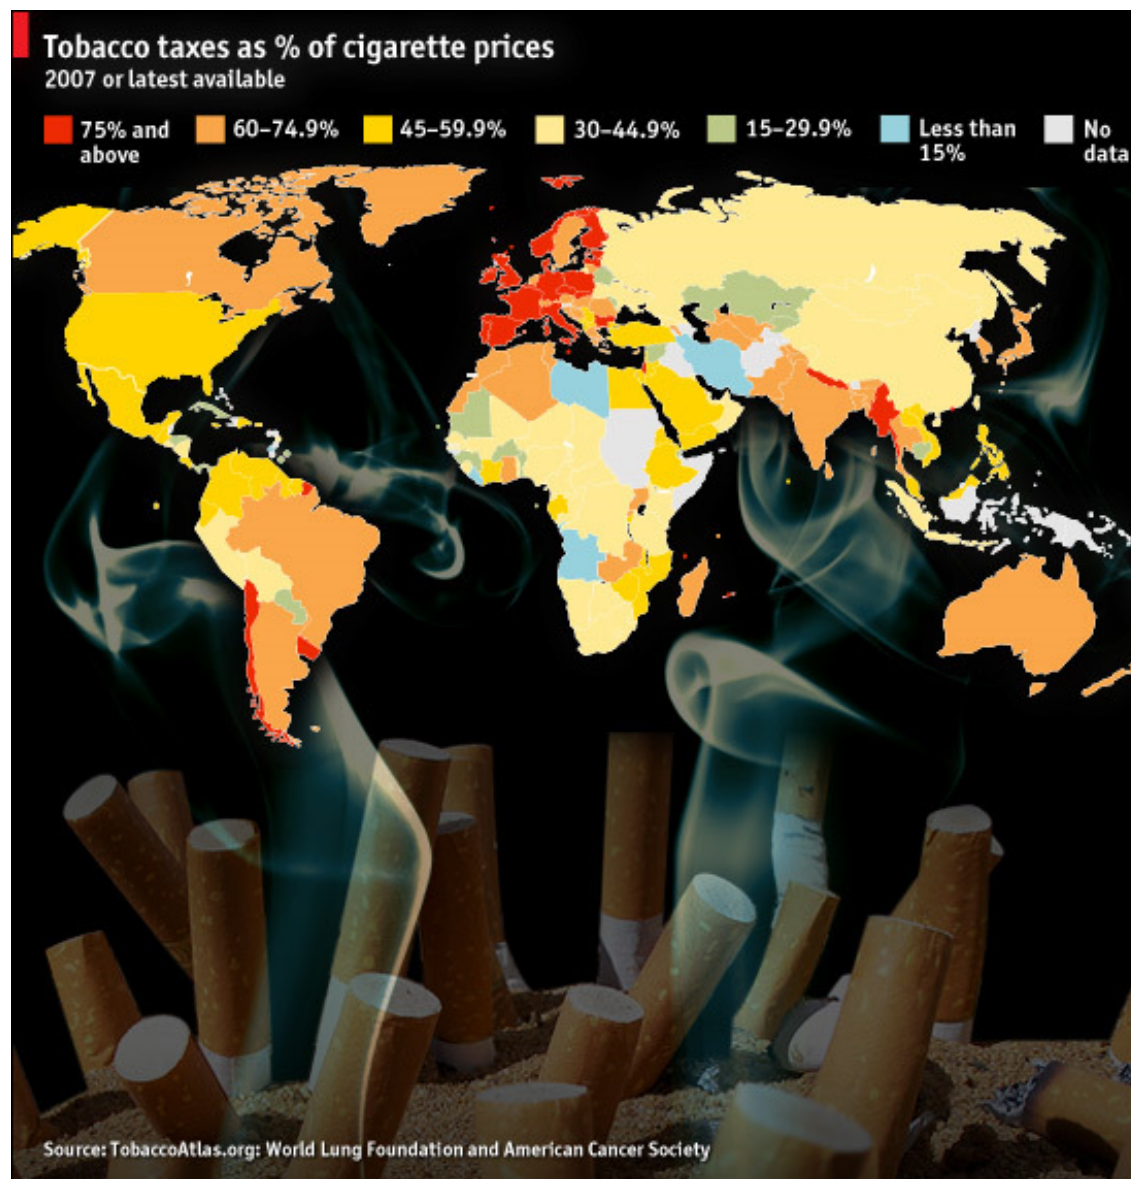 Tobacco taxes as % of cigarette prices
2007 or latest available
75% and above
60–74.9%
45–59.9%
30–44.9%
15–29.9%
Less than 15%
No data
Source: TobaccoAtlas.org: World Lung Foundation and American Cancer Society